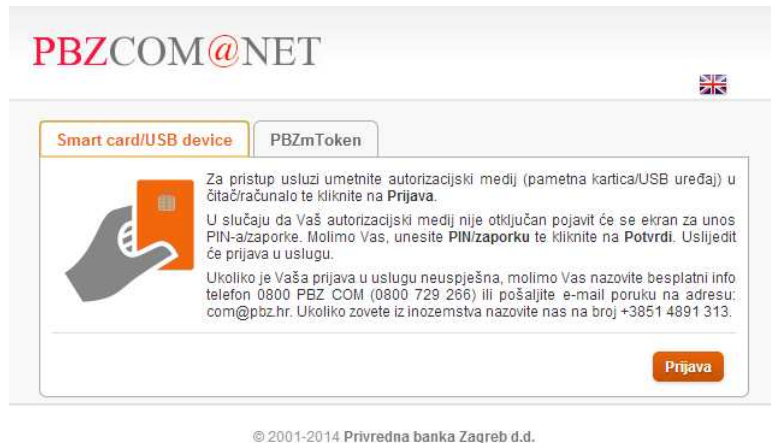 PBZCOM@NET
Smart card/USB device
PBZmToken
Za pristup usluzi umetnite autorizacijski medij (pametna kartica/USB uređaj) u
čitač/računalo te kliknite na Prijava.
U slučaju da Vaš autorizacijski medij nije otključan pojavit će se ekran za unos
PIN-a/zaporke. Molimo Vas, unesite PIN/zaporku te kliknite na Potvrdi. Uslijedit
će prijava u uslugu.
Ukoliko je Vaša prijava u uslugu neuspješna, molimo Vas nazovite besplatni info
telefon 0800 PBZ COM (0800 729 266) ili pošaljite e-mail poruku na adresu:
com@pbz.hr. Ukoliko zovete iz inozemstva nazovite nas na broj +3851 4891 313.
Prijava
© 2001-2014 Privredna banka Zagreb d.d.